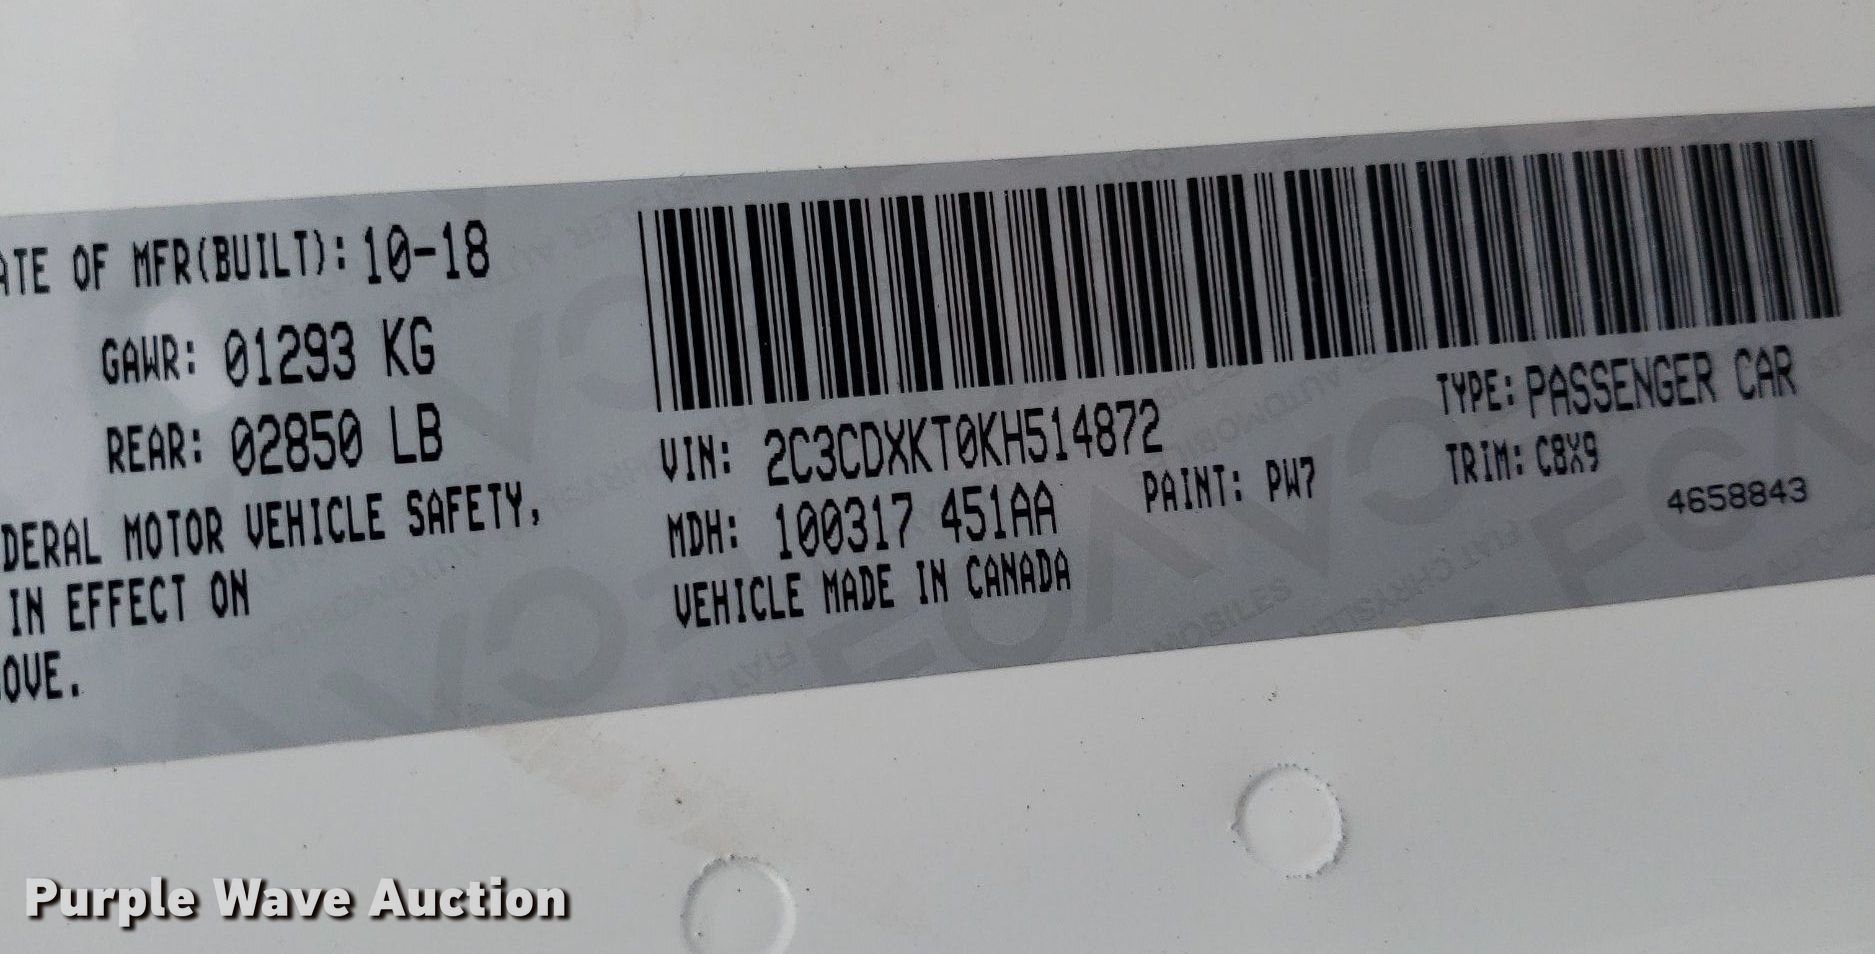 ATE OF MFR(BUILT): 10-18
GAWR: 01293 KG
REAR: 02850 LB
DERAL MOTOR VEHICLE SAFETY,
IN EFFECT ON
OVE.
VIN: 2C3CDXKT0KH514872
TYPE: PASSENGER CAR
MDH: 100317 451AA
PAINT: PW7
TRIM: C8X9
VEHICLE MADE IN CANADA
4658843
Purple Wave Auction